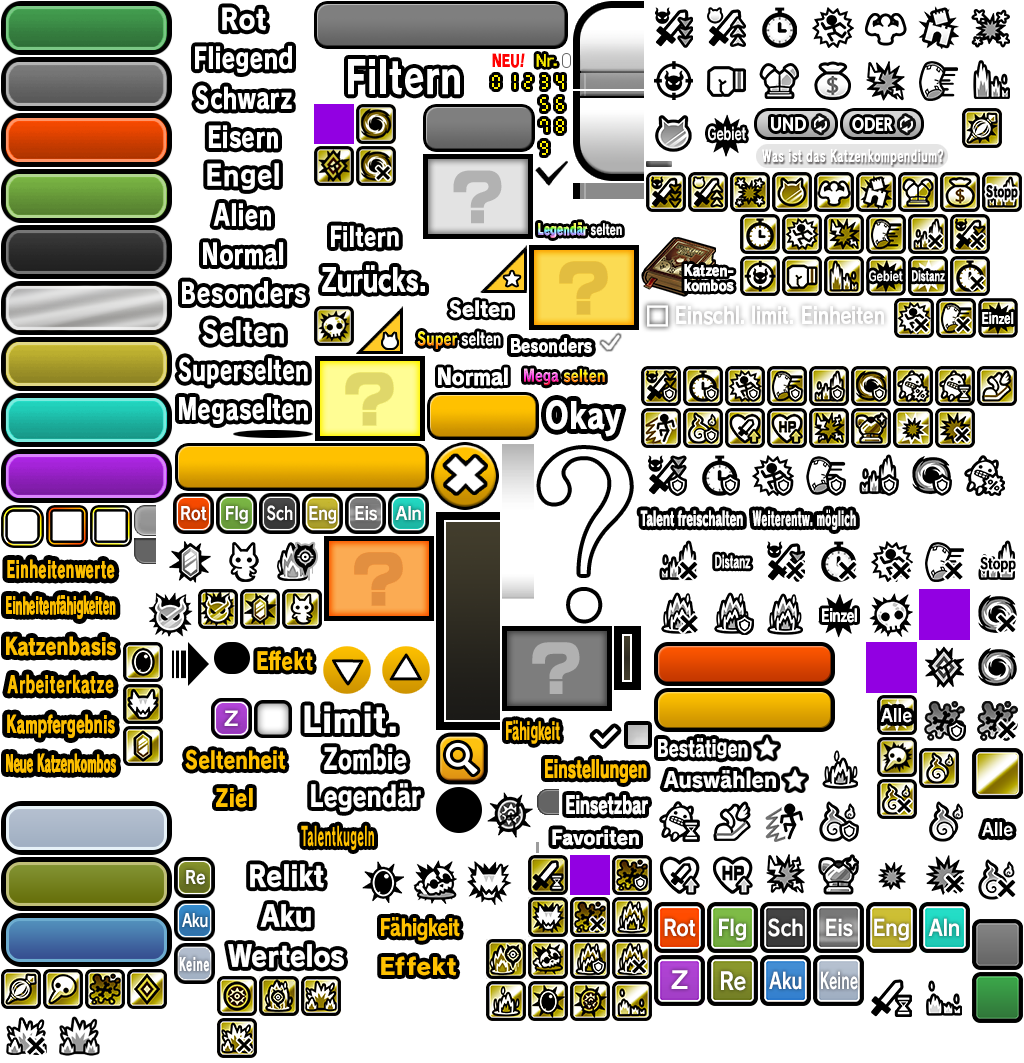 Rot
Fliegend
Schwarz
Eisern
Engel
Alien
Normal
Besonders
Selten
Superselten
Megaselten
Filtern
NEU!
Nr. 0
0 1 2 3 4
5 6
7 8
9
Filtern
Zurücks.
Legendär selten
Selten
Super selten
Besonders
Normal
Mega selten
Okay
UND
ODER
Gebiet
Was ist das Katzenkompendium?
Stopp
Katzen-
kombos
Gebiet
Distanz
Einschl. limit. Einheiten
Einzel
HP
HP
Talent freischalten
Weiterentw. möglich
Distanz
Stopp
Einzel
Rot
Flg
Sch
Eng
Eis
Aln
Einheitenwerte
Einheitenfähigkeiten
Katzenbasis
Arbeiterkatze
Kampfergebnis
Neue Katzenkombos
Effekt
Z
Limit.
Seltenheit
Zombie
Ziel
Legendär
Talentkugeln
Fähigkeit
Einstellungen
Einsetzbar
Favoriten
Bestätigen
Auswählen
Alle
Alle
Re
Aku
Keine
Relikt
Aku
Wertelos
Fähigkeit
Effekt
Rot
Flg
Sch
Eis
Eng
Aln
Z
Re
Aku
Keine